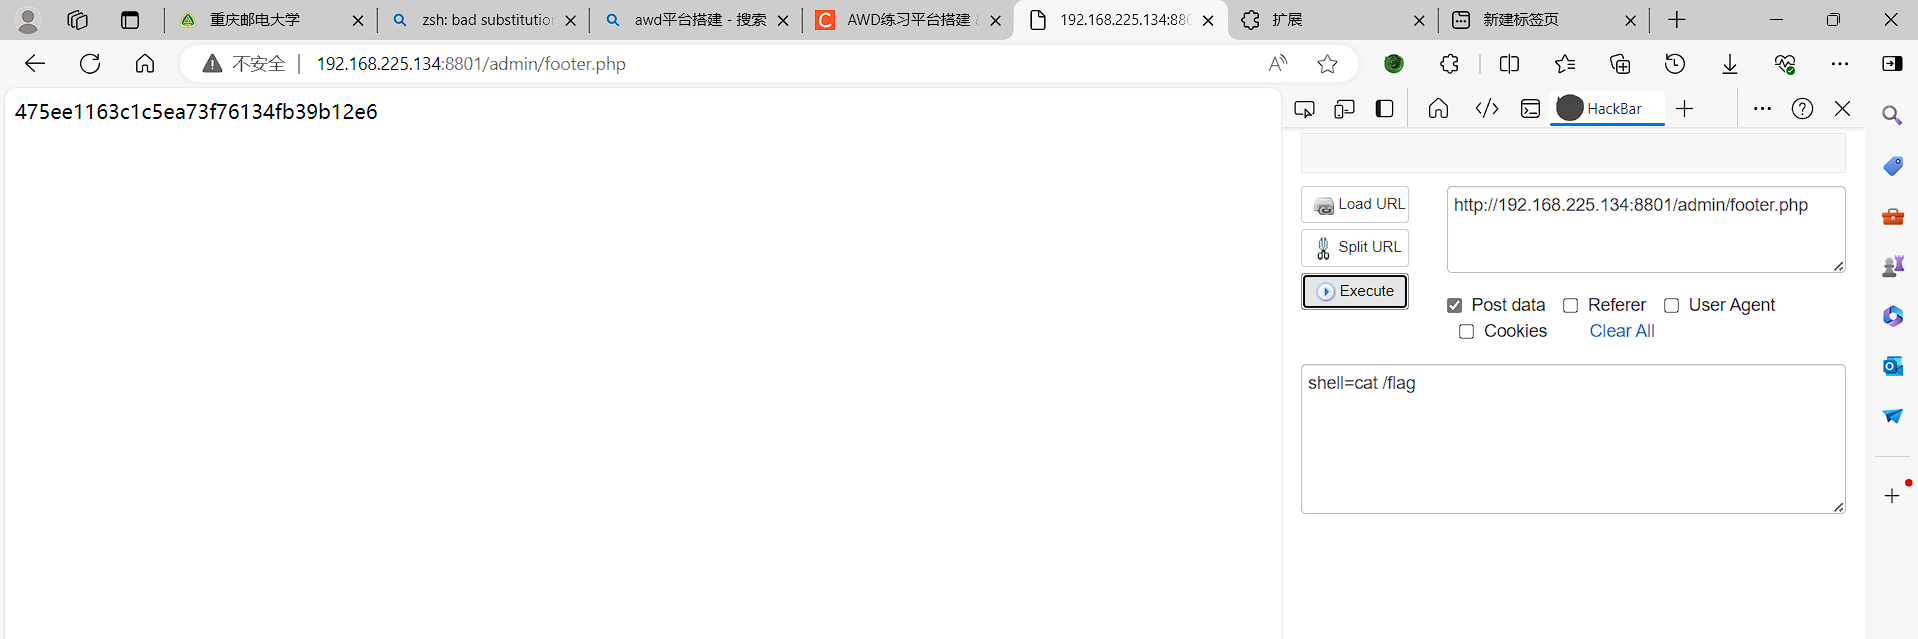 重庆邮电大学
zsh: bad substitution
awd平台搭建 - 搜索
AWD练习平台搭建
192.168.225.134:880
扩展
新建标签页
不安全
192.168.225.134:8801/admin/footer.php
475ee1163c1c5ea73f76134fb39b12e6
HackBar
Load URL
http://192.168.225.134:8801/admin/footer.php
Split URL
Execute
Post data
Referer
User Agent
Cookies
Clear All
shell=cat /flag